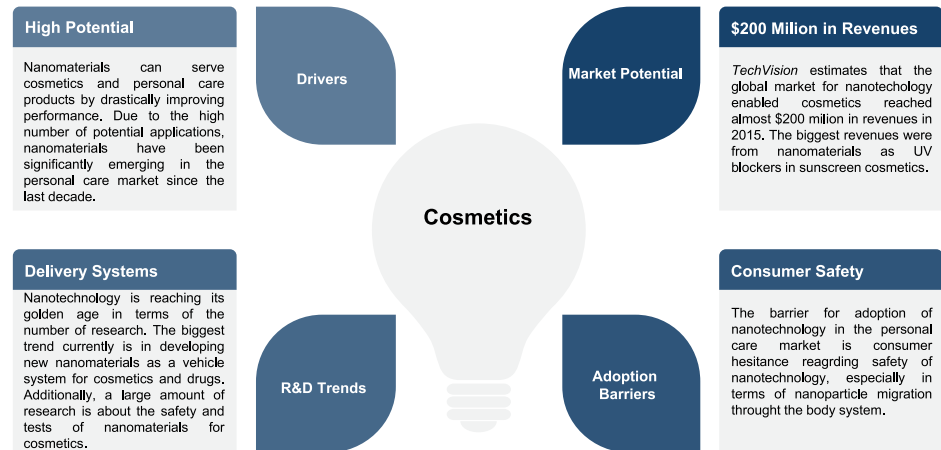 High Potential
Nanomaterials can serve
cosmetics and personal care
products by drastically improving
performance. Due to the high
number of potential applications,
nanomaterials have been
significantly emerging in the
personal care market since the
last decade.
Drivers
Market Potential
$200 Milion in Revenues
TechVision estimates that the
global market for nanotechology
enabled cosmetics reached
almost $200 milion in revenues in
2015. The biggest revenues were
from nanomaterials as UV
blockers in sunscreen cosmetics.
Cosmetics
Delivery Systems
Nanotechnology is reaching its
golden age in terms of the
number of research. The biggest
trend currently is in developing
new nanomaterials as a vehicle
system for cosmetics and drugs.
Additionally, a large amount of
research is about the safety and
tests of nanomaterials for
cosmetics.
R&D Trends
Adoption
Barriers
Consumer Safety
The barrier for adoption of
nanotechnology in the personal
care market is consumer
hesitance reagrding safety of
nanotechnology, especially in
terms of nanoparticle migration
throught the body system.